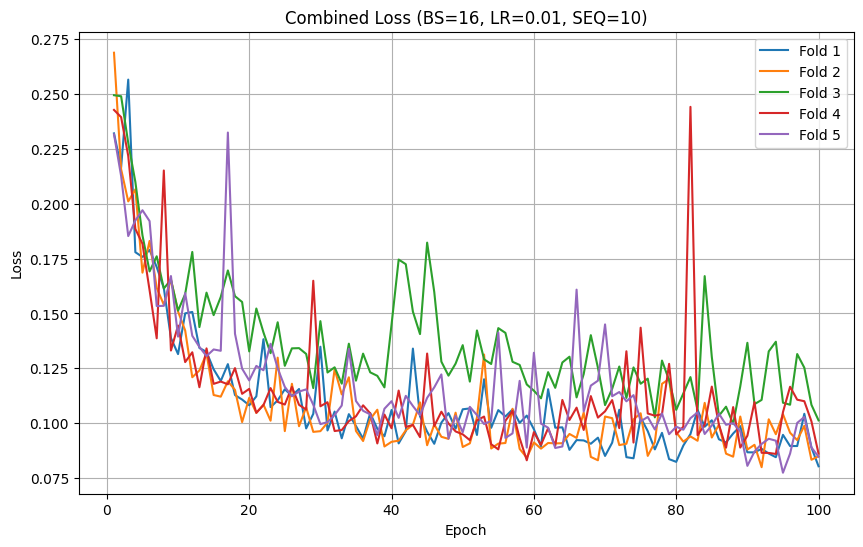 Combined Loss (BS=16, LR=0.01, SEQ=10)
0.275
0.250
0.225
0.200
0.175
0.150
0.125
0.100
0.075
Loss
Fold 1
Fold 2
Fold 3
Fold 4
Fold 5
0
20
40
60
80
100
Epoch